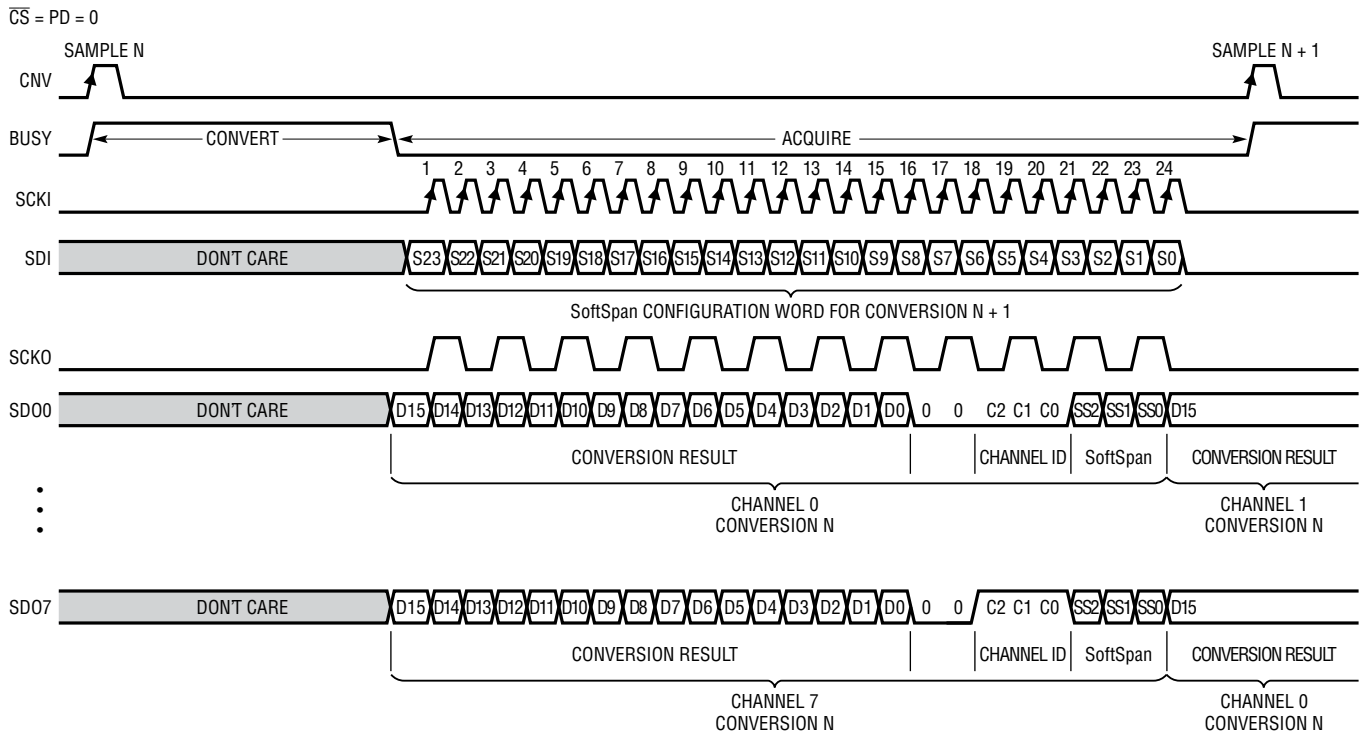 CS = PD = 0
SAMPLE N SAMPLE N + 1
CNV
BUSY CONVERT ACQUIRE
1 2 3 4 5 6 7 8 9 10 11 12 13 14 15 16 17 18 19 20 21 22 23 24
SCKI
SDI DON'T CARE S23 S22 S21 S20 S19 S18 S17 S16 S15 S14 S13 S12 S11 S10 S9 S8 S7 S6 S5 S4 S3 S2 S1 S0
SoftSpan CONFIGURATION WORD FOR CONVERSION N + 1
SCKO
SDO0 DON'T CARE D15 D14 D13 D12 D11 D10 D9 D8 D7 D6 D5 D4 D3 D2 D1 D0 0 0 C2 C1 C0 SS2 SS1 SS0 D15
CONVERSION RESULT CHANNEL ID SoftSpan CONVERSION RESULT
CHANNEL 0 CHANNEL 1
CONVERSION N CONVERSION N
SDO7 DON'T CARE D15 D14 D13 D12 D11 D10 D9 D8 D7 D6 D5 D4 D3 D2 D1 D0 0 0 C2 C1 C0 SS2 SS1 SS0 D15
CONVERSION RESULT CHANNEL ID SoftSpan CONVERSION RESULT
CHANNEL 7 CHANNEL 0
CONVERSION N CONVERSION N